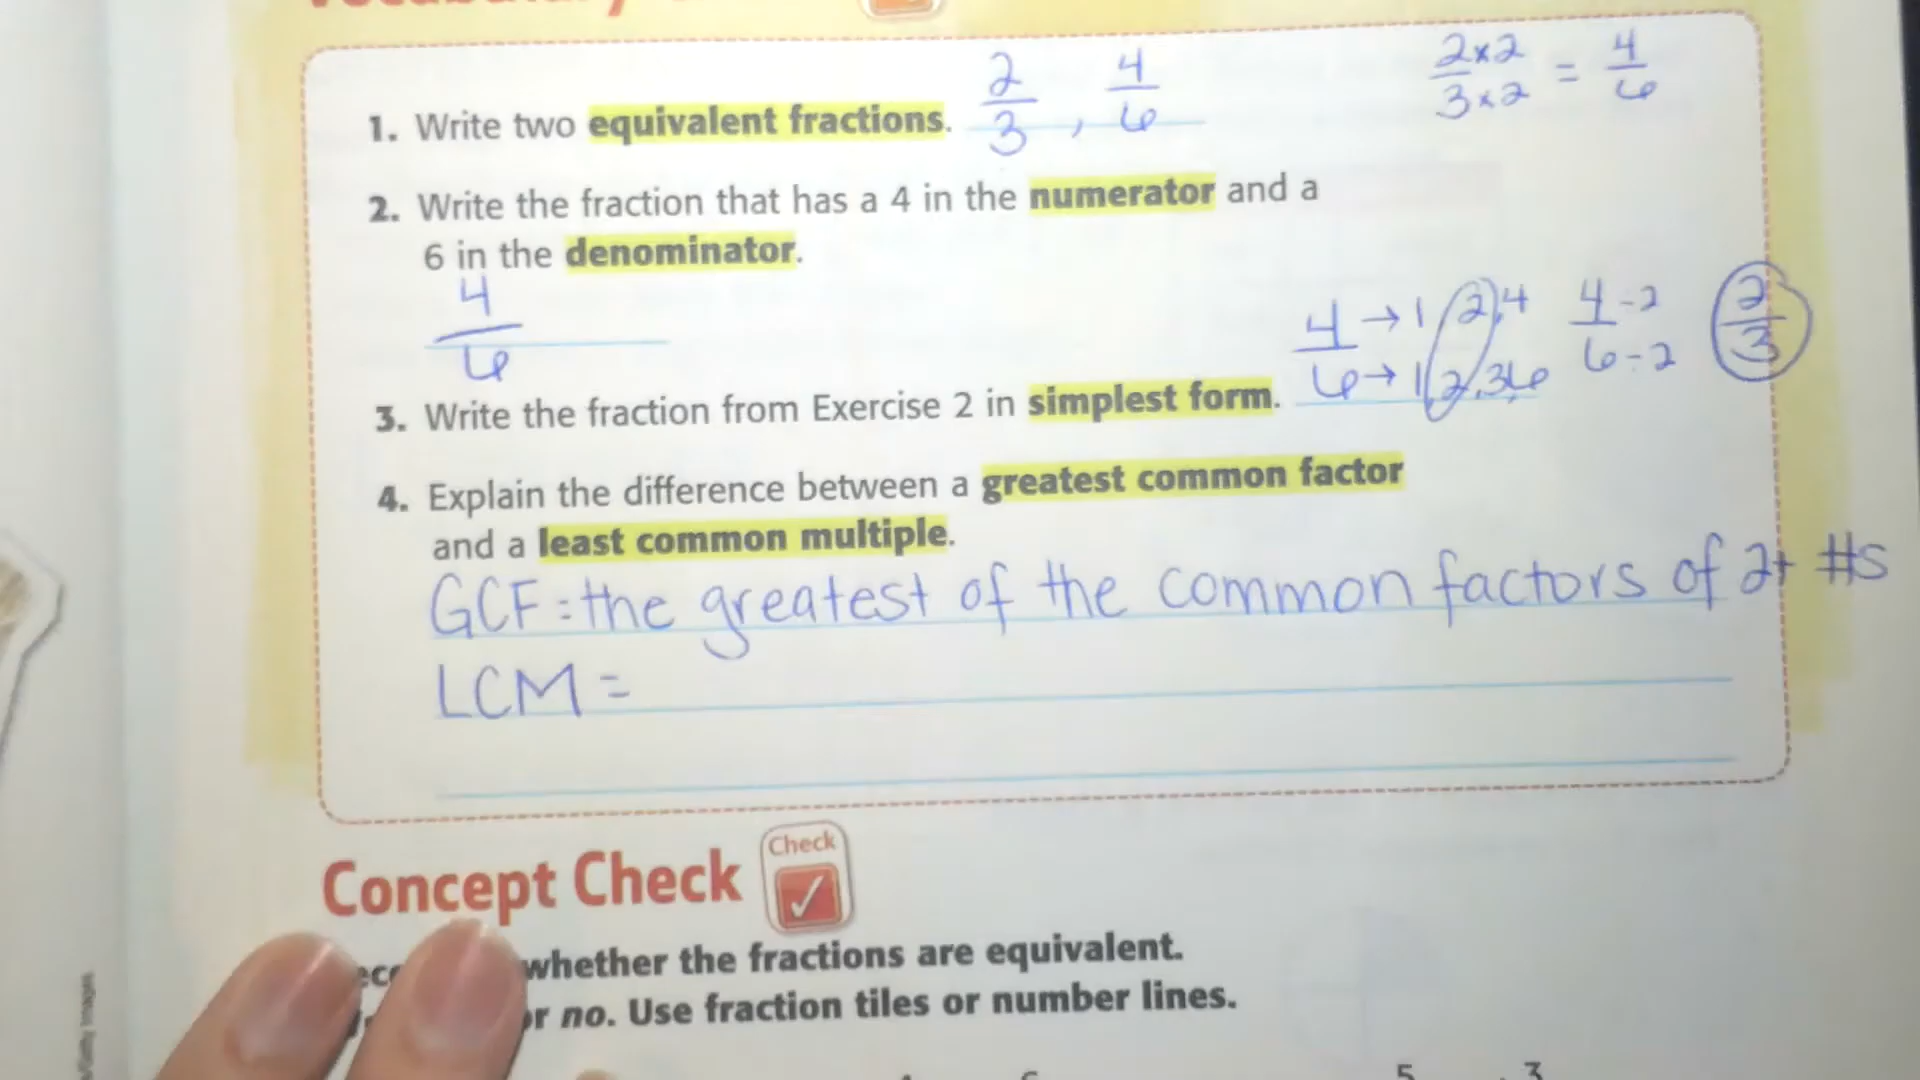 1. Write two equivalent fractions. 2/3 , 4/6
2x2/3x2 = 4/6
2. Write the fraction that has a 4 in the numerator and a
6 in the denominator.
4/6
3. Write the fraction from Exercise 2 in simplest form.
4 → 1, 2, 4
6 → 1, 2, 3, 6
4-2/6-2
2/3
4. Explain the difference between a greatest common factor
and a least common multiple.
GCF = the greatest of the common factors of 2+ #s
LCM =
Concept Check
Check
whether the fractions are equivalent.
or no. Use fraction tiles or number lines.
5 3